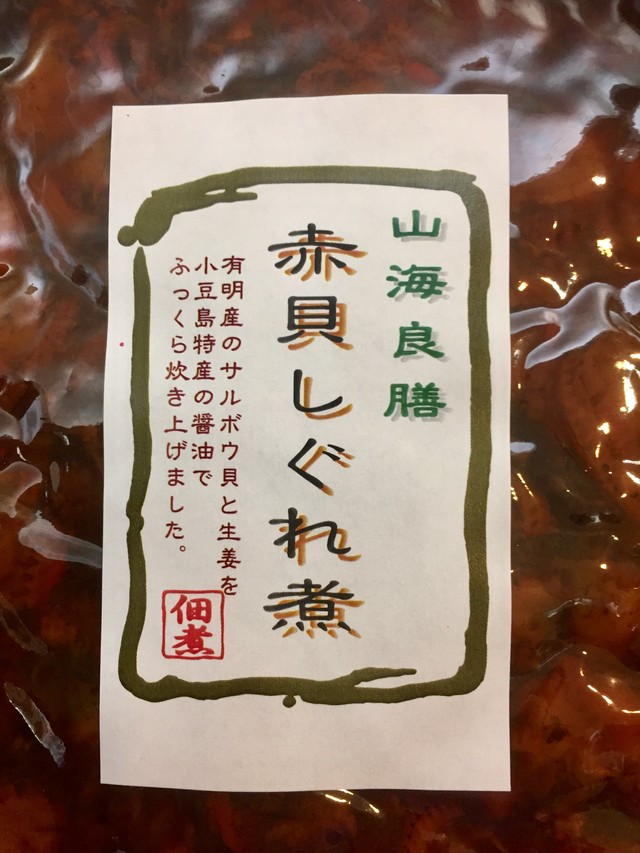 山海良膳
赤貝しぐれ煮
有明産のサルボウ貝と生姜を
小豆島特産の醤油で
ふっくら炊き上げました。
佃煮